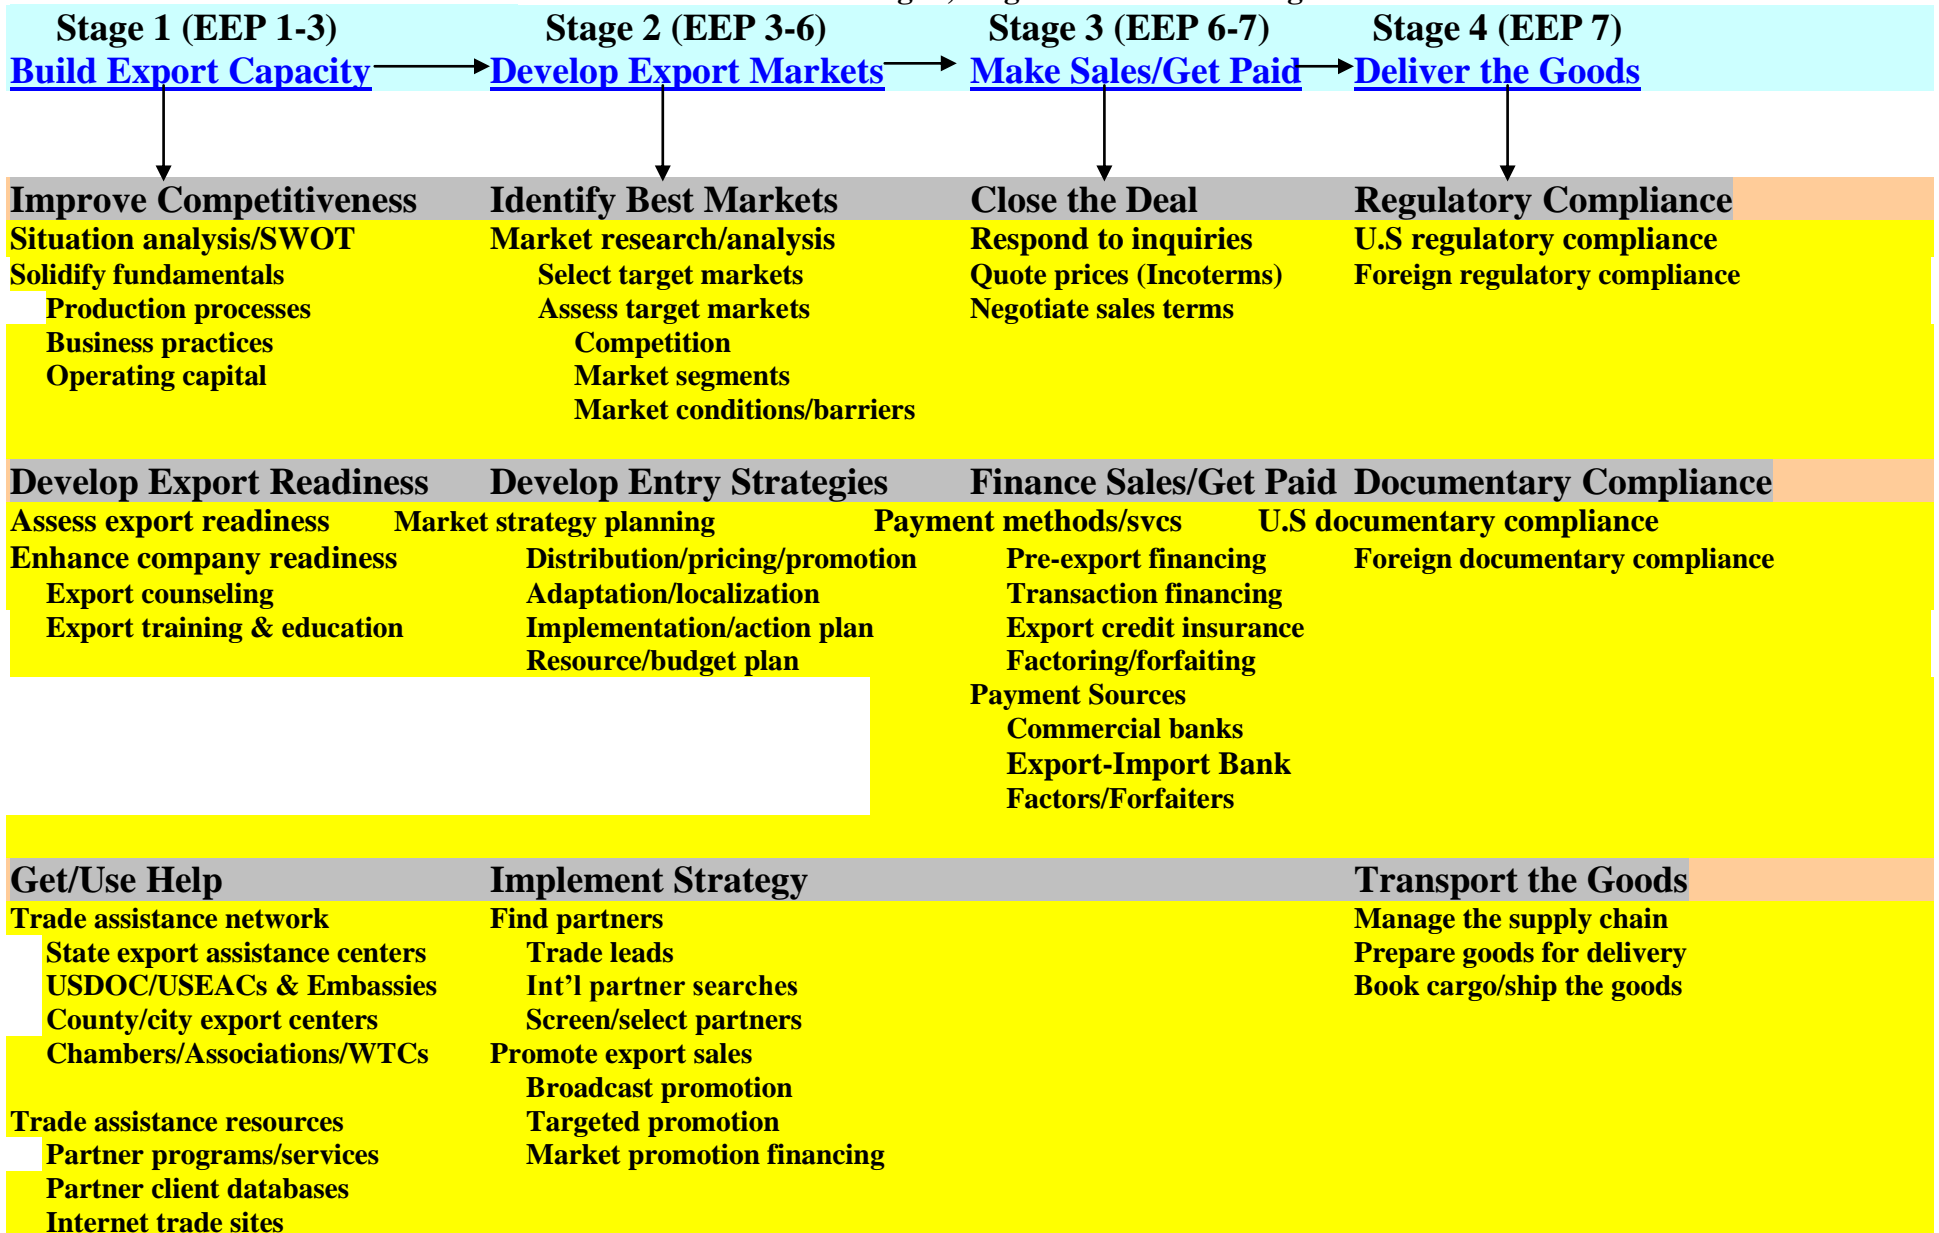 Stage 1 (EEP 1-3) Stage 2 (EEP 3-6) Stage 3 (EEP 6-7) Stage 4 (EEP 7)
Build Export Capacity Develop Export Markets Make Sales/Get Paid Deliver the Goods
Improve Competitiveness Identify Best Markets Close the Deal Regulatory Compliance
Situation analysis/SWOT Market research/analysis Respond to inquiries U.S regulatory compliance
Solidify fundamentals Select target markets Quote prices (Incoterms) Foreign regulatory compliance
Production processes Assess target markets Negotiate sales terms
Business practices Competition
Operating capital Market segments
Market conditions/barriers
Develop Export Readiness Develop Entry Strategies Finance Sales/Get Paid Documentary Compliance
Assess export readiness Market strategy planning Payment methods/svcs U.S documentary compliance
Enhance company readiness Distribution/pricing/promotion Pre-export financing Foreign documentary compliance
Export counseling Adaptation/localization Transaction financing
Export training & education Implementation/action plan Export credit insurance
Resource/budget plan Factoring/forfaiting
Payment Sources
Commercial banks
Export-Import Bank
Factors/Forfaiters
Get/Use Help Implement Strategy Transport the Goods
Trade assistance network Find partners Manage the supply chain
State export assistance centers Trade leads Prepare goods for delivery
USDOC/USEACs & Embassies Int’l partner searches Book cargo/ship the goods
County/city export centers Screen/select partners
Chambers/Associations/WTCs Promote export sales
Broadcast promotion
Trade assistance resources Targeted promotion
Partner programs/services Market promotion financing
Partner client databases
Internet trade sites